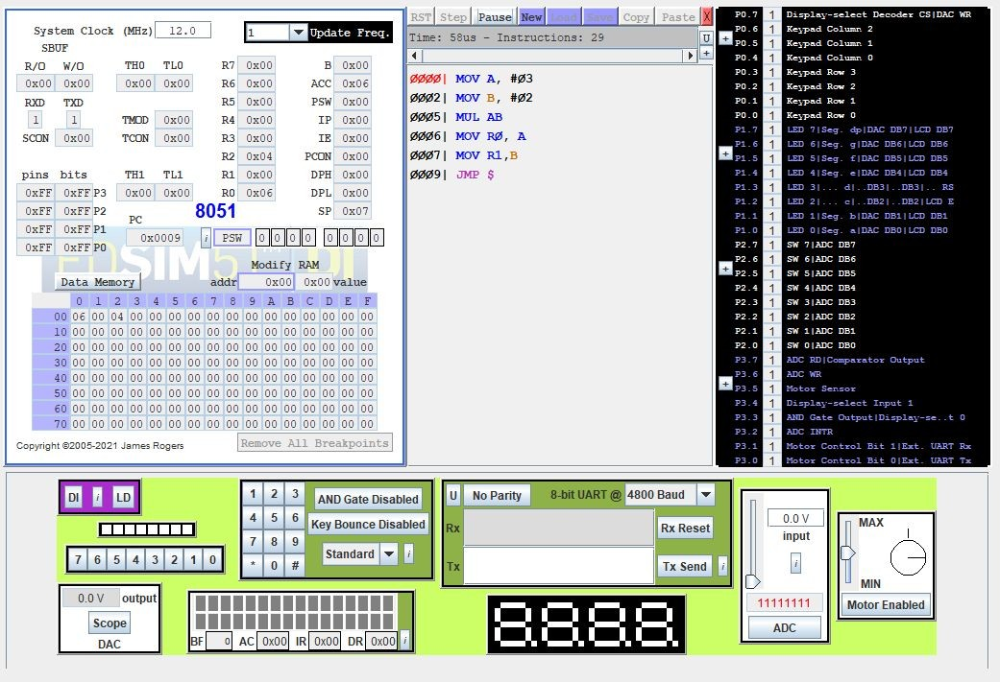 System Clock (MHz) 12.0 1 Update Freq.
SBUF
R/O W/O TH0 TL0 R7 0x00 B 0x00
0x00 0x00 0x00 0x00 R6 0x00 ACC 0x06
RXD TXD R5 0x00 PSW 0x00
1 1 TMOD 0x00 R4 0x00 IP 0x00
SCON 0x00 TCON 0x00 R3 0x00 IE 0x00
R2 0x04 PCON 0x00
pins bits TH1 TL1 R1 0x00 DPH 0x00
0xFF 0xFF P3 0x00 0x00 R0 0x06 DPL 0x00
0xFF 0xFF P2 8051 SP 0x07
0xFF 0xFF P1 PC
0xFF 0xFF P0 0x0009 i PSW 0 0 0 0 0 0 0 0
Modify RAM
Data Memory addr 0x00 0x00 value
0 1 2 3 4 5 6 7 8 9 A B C D E F
00 06 00 04 00 00 00 00 00 00 00 00 00 00 00 00 00
10 00 00 00 00 00 00 00 00 00 00 00 00 00 00 00 00
20 00 00 00 00 00 00 00 00 00 00 00 00 00 00 00 00
30 00 00 00 00 00 00 00 00 00 00 00 00 00 00 00 00
40 00 00 00 00 00 00 00 00 00 00 00 00 00 00 00 00
50 00 00 00 00 00 00 00 00 00 00 00 00 00 00 00 00
60 00 00 00 00 00 00 00 00 00 00 00 00 00 00 00 00
70 00 00 00 00 00 00 00 00 00 00 00 00 00 00 00 00
Copyright ©2005-2021 James Rogers Remove All Breakpoints
RST Step Pause New Load Save Copy Paste X
Time: 58us - Instructions: 29 U
+
0000| MOV A, #03
0002| MOV B, #02
0005| MUL AB
0006| MOV R0, A
0007| MOV R1,B
0009| JMP $
P0.7 1 Display-select Decoder CS|DAC WR
P0.6 1 Keypad Column 2
+ P0.5 1 Keypad Column 1
P0.4 1 Keypad Column 0
P0.3 1 Keypad Row 3
P0.2 1 Keypad Row 2
P0.1 1 Keypad Row 1
P0.0 1 Keypad Row 0
P1.7 1 LED 7|Seg. dp|DAC DB7|LCD DB7
P1.6 1 LED 6|Seg. g|DAC DB6|LCD DB6
+ P1.5 1 LED 5|Seg. f|DAC DB5|LCD DB5
P1.4 1 LED 4|Seg. e|DAC DB4|LCD DB4
P1.3 1 LED 3|... d|..DB3|..DB3|.. RS
P1.2 1 LED 2|... c|..DB2|..DB2|LCD E
P1.1 1 LED 1|Seg. b|DAC DB1|LCD DB1
P1.0 1 LED 0|Seg. a|DAC DB0|LCD DB0
P2.7 1 SW 7|ADC DB7
P2.6 1 SW 6|ADC DB6
+ P2.5 1 SW 5|ADC DB5
P2.4 1 SW 4|ADC DB4
P2.3 1 SW 3|ADC DB3
P2.2 1 SW 2|ADC DB2
P2.1 1 SW 1|ADC DB1
P2.0 1 SW 0|ADC DB0
P3.7 1 ADC RD|Comparator Output
P3.6 1 ADC WR
+ P3.5 1 Motor Sensor
P3.4 1 Display-select Input 1
P3.3 1 AND Gate Output|Display-se..t 0
P3.2 1 ADC INTR
P3.1 1 Motor Control Bit 1|Ext. UART Rx
P3.0 1 Motor Control Bit 0|Ext. UART Tx
DI i LD
7 6 5 4 3 2 1 0
0.0 V output
Scope
DAC
1 2 3 AND Gate Disabled
4 5 6 Key Bounce Disabled
7 8 9 Standard i
* 0 #
BF 0 AC 0x00 IR 0x00 DR 0x00 i
U No Parity 8-bit UART @ 4800 Baud
Rx Rx Reset
Tx Tx Send i
8.8.8.8.
0.0 V
input
i
11111111
ADC
MAX
MIN
Motor Enabled